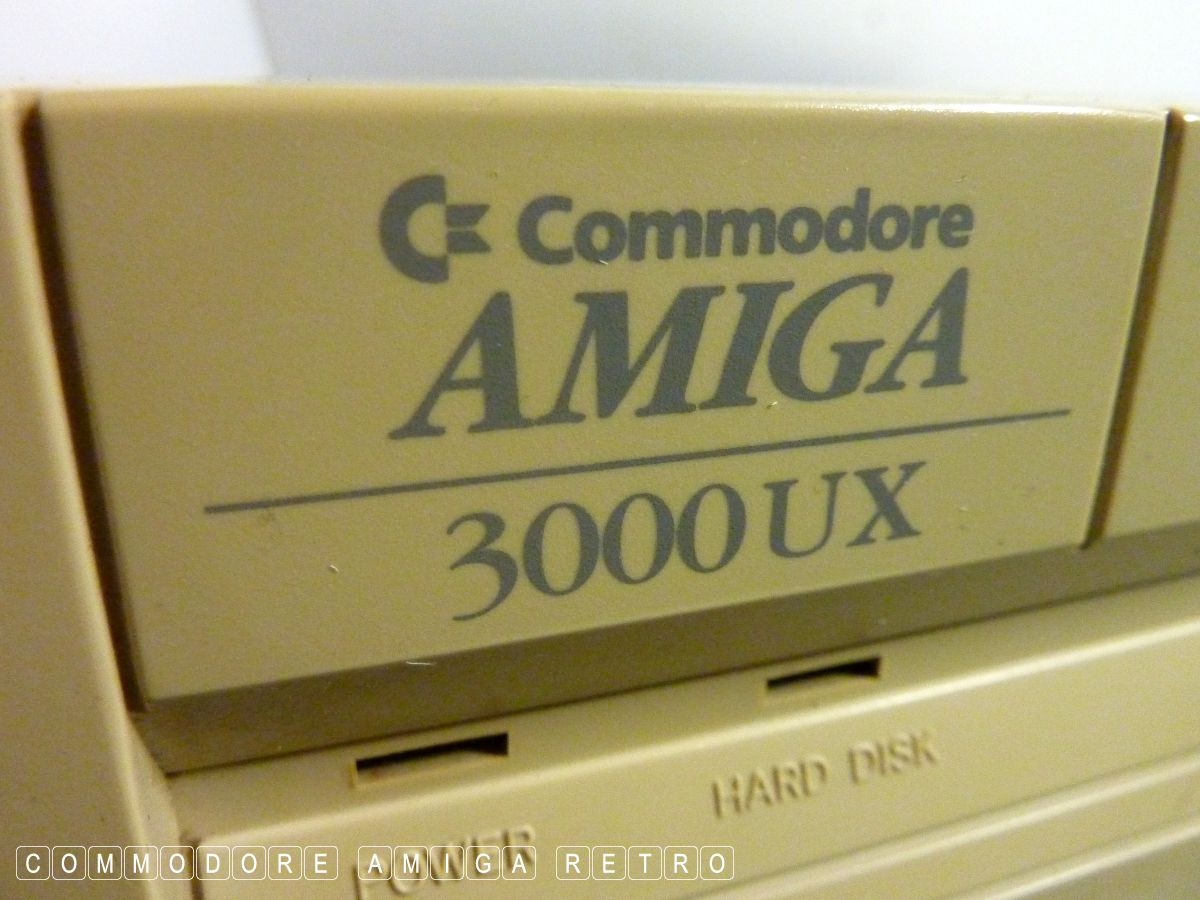 Commodore
AMIGA
3000UX
HARD DISK
POWER
COMMODORE AMIGA RETRO